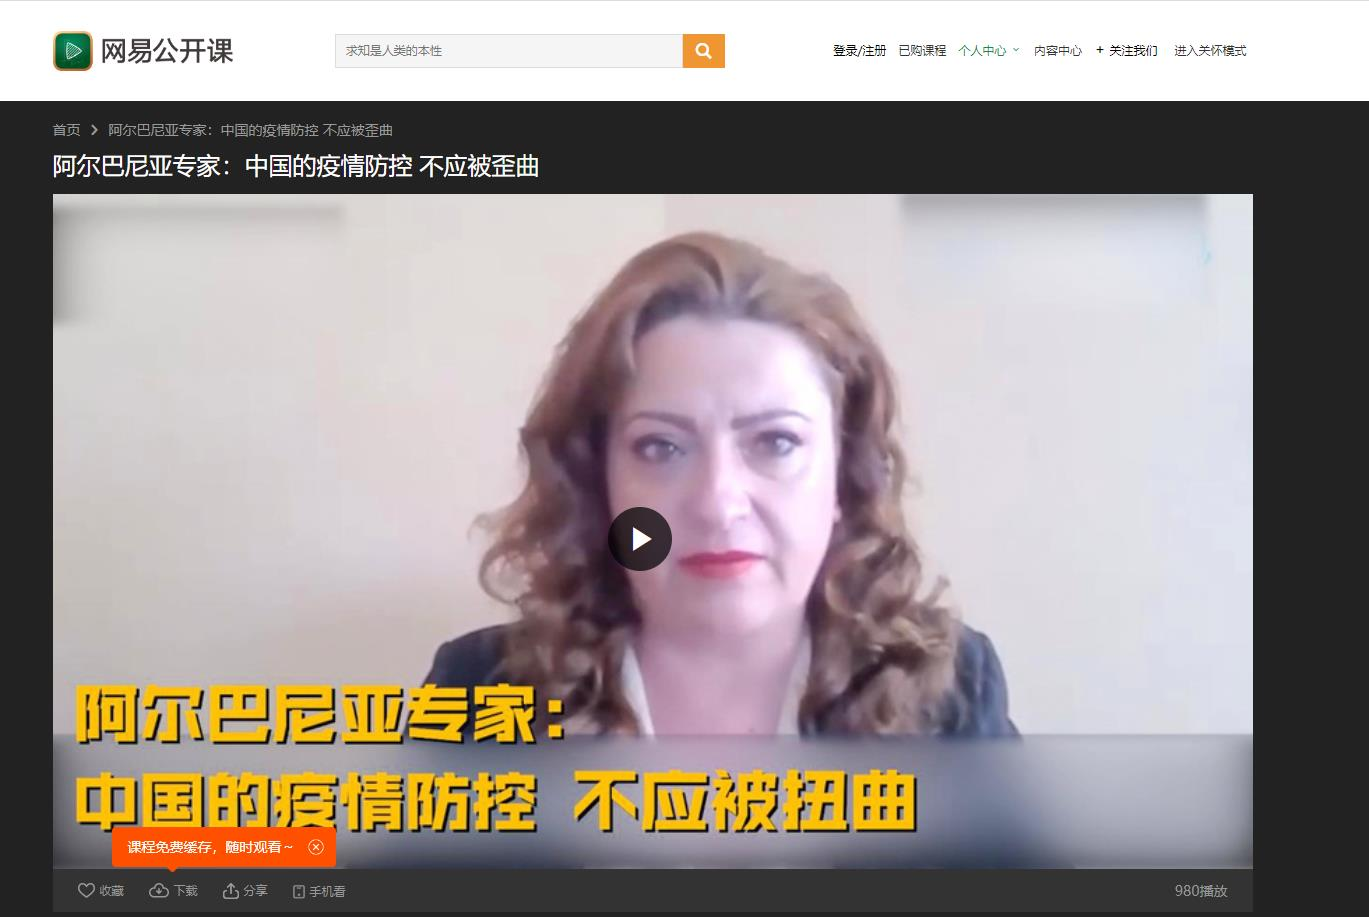 网易公开课
求知是人类的本性
登录/注册 已购课程 个人中心 内容中心 + 关注我们 进入关怀模式
首页 > 阿尔巴尼亚专家：中国的疫情防控 不应被歪曲
阿尔巴尼亚专家：中国的疫情防控 不应被歪曲
阿尔巴尼亚专家：
中国的疫情防控 不应被扭曲
课程免费缓存，随时观看～
收藏 下载 分享 手机看 980播放